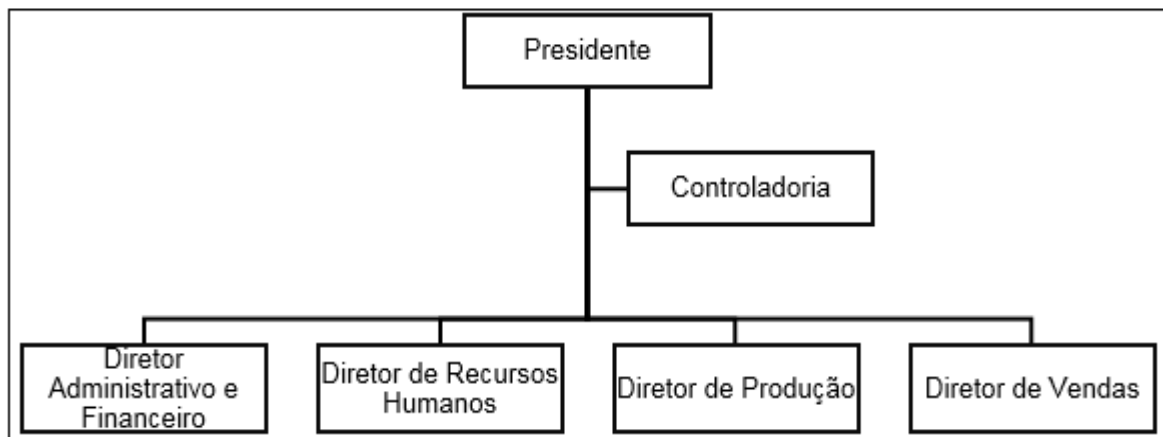 Presidente
Controladoria
Diretor
Administrativo e
Financeiro
Diretor de Recursos
Humanos
Diretor de Produção
Diretor de Vendas